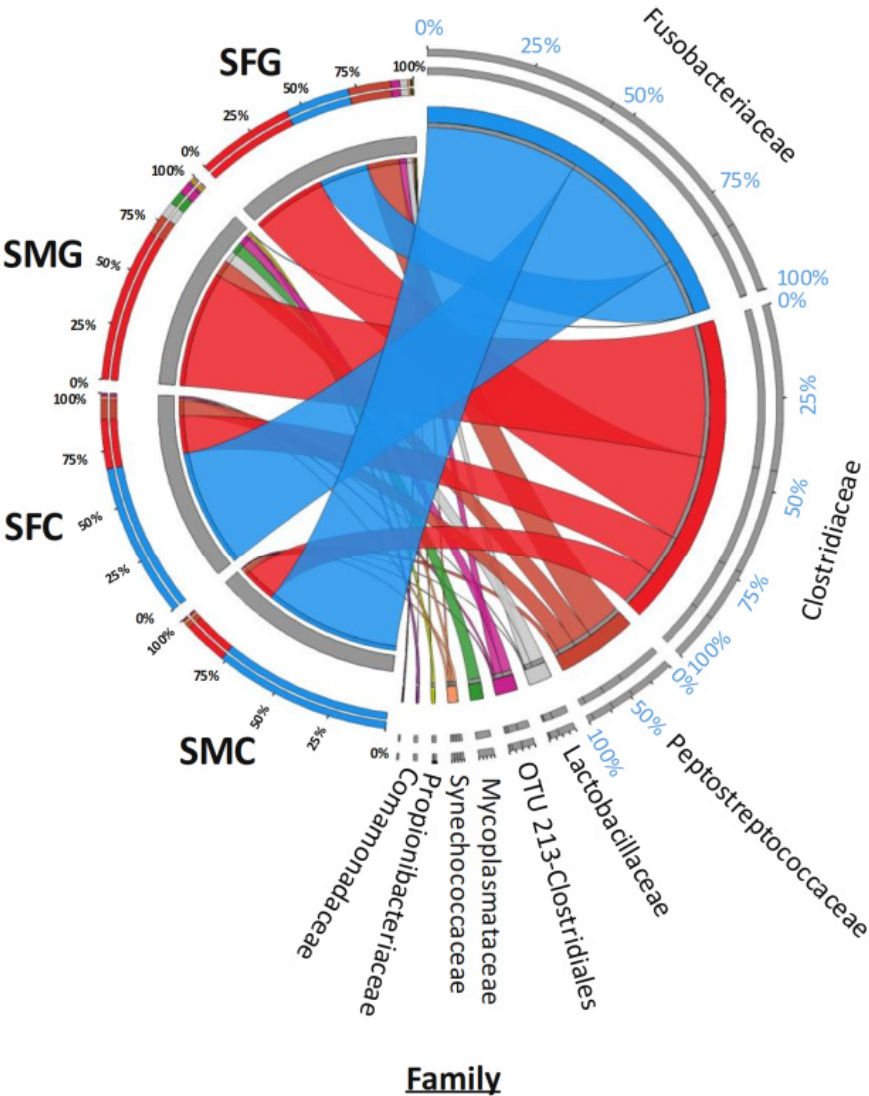 SFG
0%
25%
50%
75%
100%
SMG
0%
25%
50%
75%
100%
SFC
0%
25%
50%
75%
100%
SMC
0%
25%
50%
75%
100%
0%
25%
50%
75%
100%
Fusobacteriaceae
0%
25%
50%
75%
100%
Clostridiaceae
0%
50%
100%
Peptostreptococcaceae
Lactobacillaceae
OTU 213-Clostridiales
Mycoplasmataceae
Synechococcaceae
Propionibacteriaceae
Comamonadaceae
Family